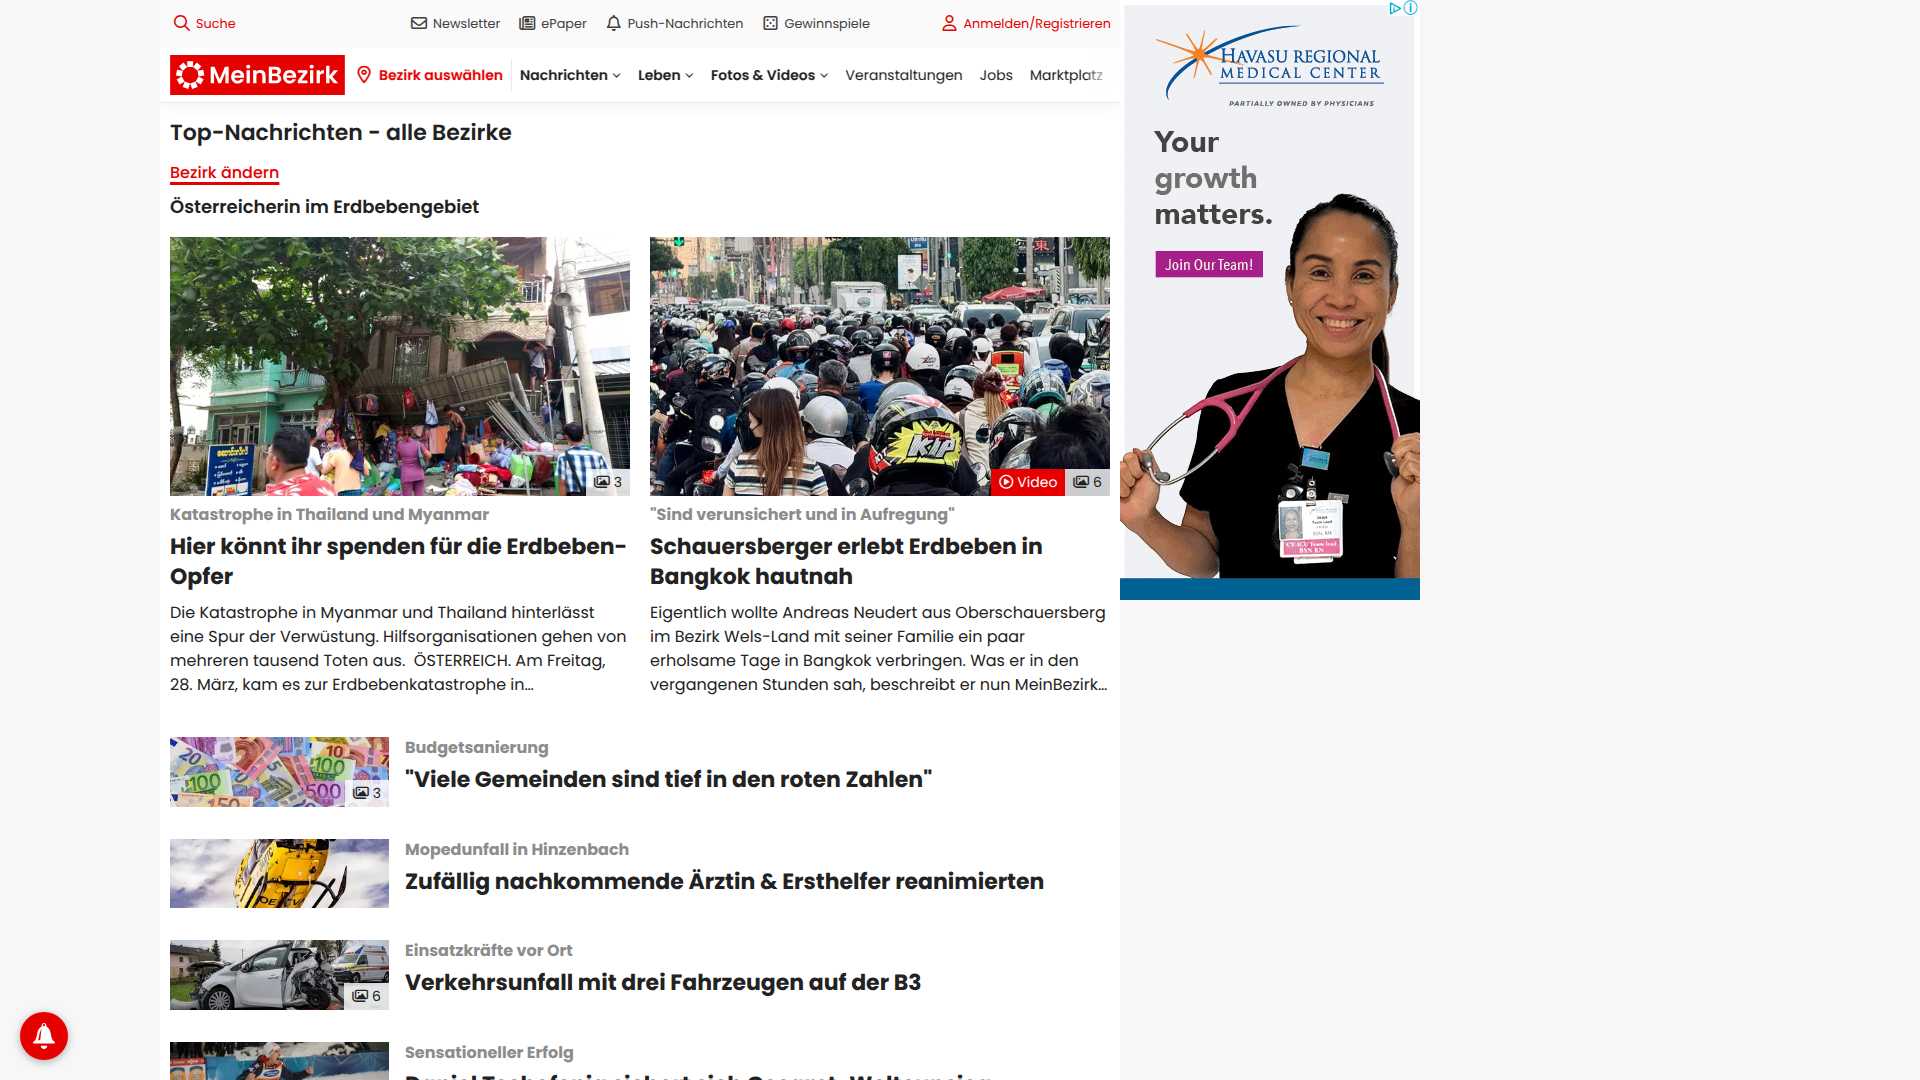 Suche
Newsletter
ePaper
Push-Nachrichten
Gewinnspiele
Anmelden/Registrieren
MeinBezirk
Bezirk auswählen
Nachrichten
Leben
Fotos & Videos
Veranstaltungen
Jobs
Marktplatz
Top-Nachrichten - alle Bezirke
Bezirk ändern
Österreicherin im Erdbebengebiet
3
KIP
Video
6
Katastrophe in Thailand und Myanmar
Hier könnt ihr spenden für die Erdbeben-
Opfer
Die Katastrophe in Myanmar und Thailand hinterlässt
eine Spur der Verwüstung. Hilfsorganisationen gehen von
mehreren tausend Toten aus. ÖSTERREICH. Am Freitag,
28. März, kam es zur Erdbebenkatastrophe in…
"Sind verunsichert und in Aufregung"
Schauersberger erlebt Erdbeben in
Bangkok hautnah
Eigentlich wollte Andreas Neudert aus Oberschauersberg
im Bezirk Wels-Land mit seiner Familie ein paar
erholsame Tage in Bangkok verbringen. Was er in den
vergangenen Stunden sah, beschreibt er nun MeinBezirk…
3
Budgetsanierung
"Viele Gemeinden sind tief in den roten Zahlen"
Mopedunfall in Hinzenbach
Zufällig nachkommende Ärztin & Ersthelfer reanimierten
6
Einsatzkräfte vor Ort
Verkehrsunfall mit drei Fahrzeugen auf der B3
Sensationeller Erfolg
HAVASU REGIONAL
MEDICAL CENTER
PARTIALLY OWNED BY PHYSICIANS
Your
growth
matters.
Join Our Team!